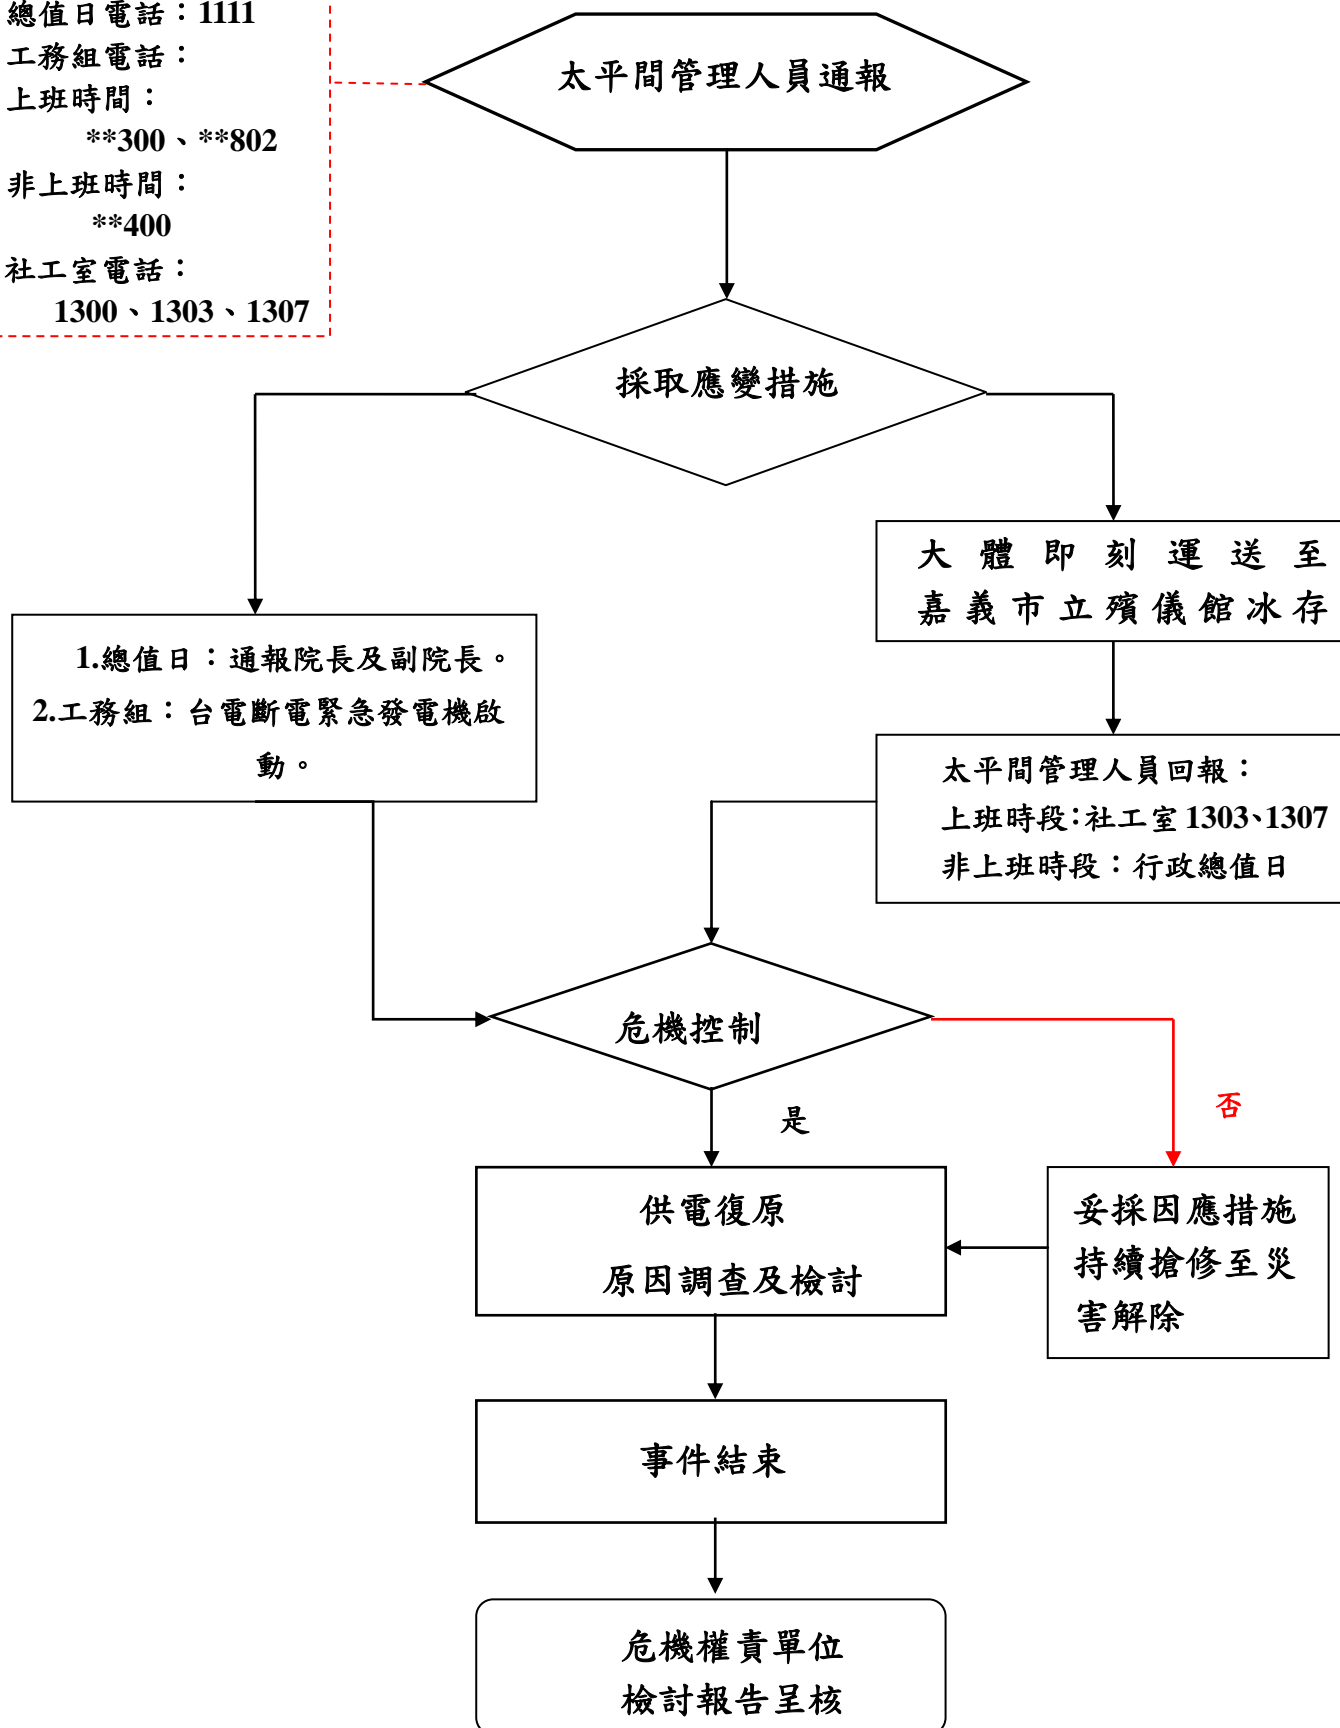 總值日電話：1111
工務組電話：
上班時間：
**300、**802
非上班時間：
**400
社工室電話：
1300、1303、1307
太平間管理人員通報
採取應變措施
1.總值日：通報院長及副院長。
2.工務組：台電斷電緊急發電機啟
動。
大體即刻運送至
嘉義市立殯儀館冰存
太平間管理人員回報：
上班時段：社工室 1303、1307
非上班時段：行政總值日
危機控制
是
否
供電復原
原因調查及檢討
妥採因應措施
持續搶修至災
害解除
事件結束
危機權責單位
檢討報告呈核